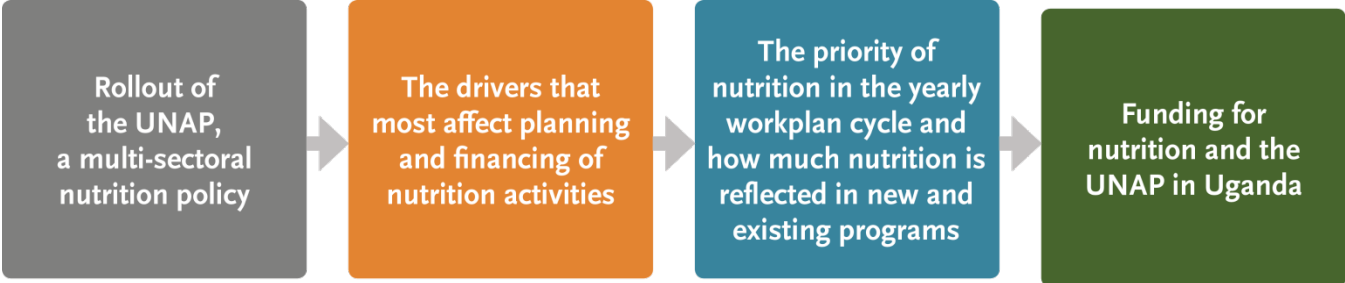 Rollout of
the UNAP,
a multi-sectoral
nutrition policy
The drivers that
most affect planning
and financing of
nutrition activities
The priority of
nutrition in the yearly
workplan cycle and
how much nutrition is
reflected in new and
existing programs
Funding for
nutrition and the
UNAP in Uganda